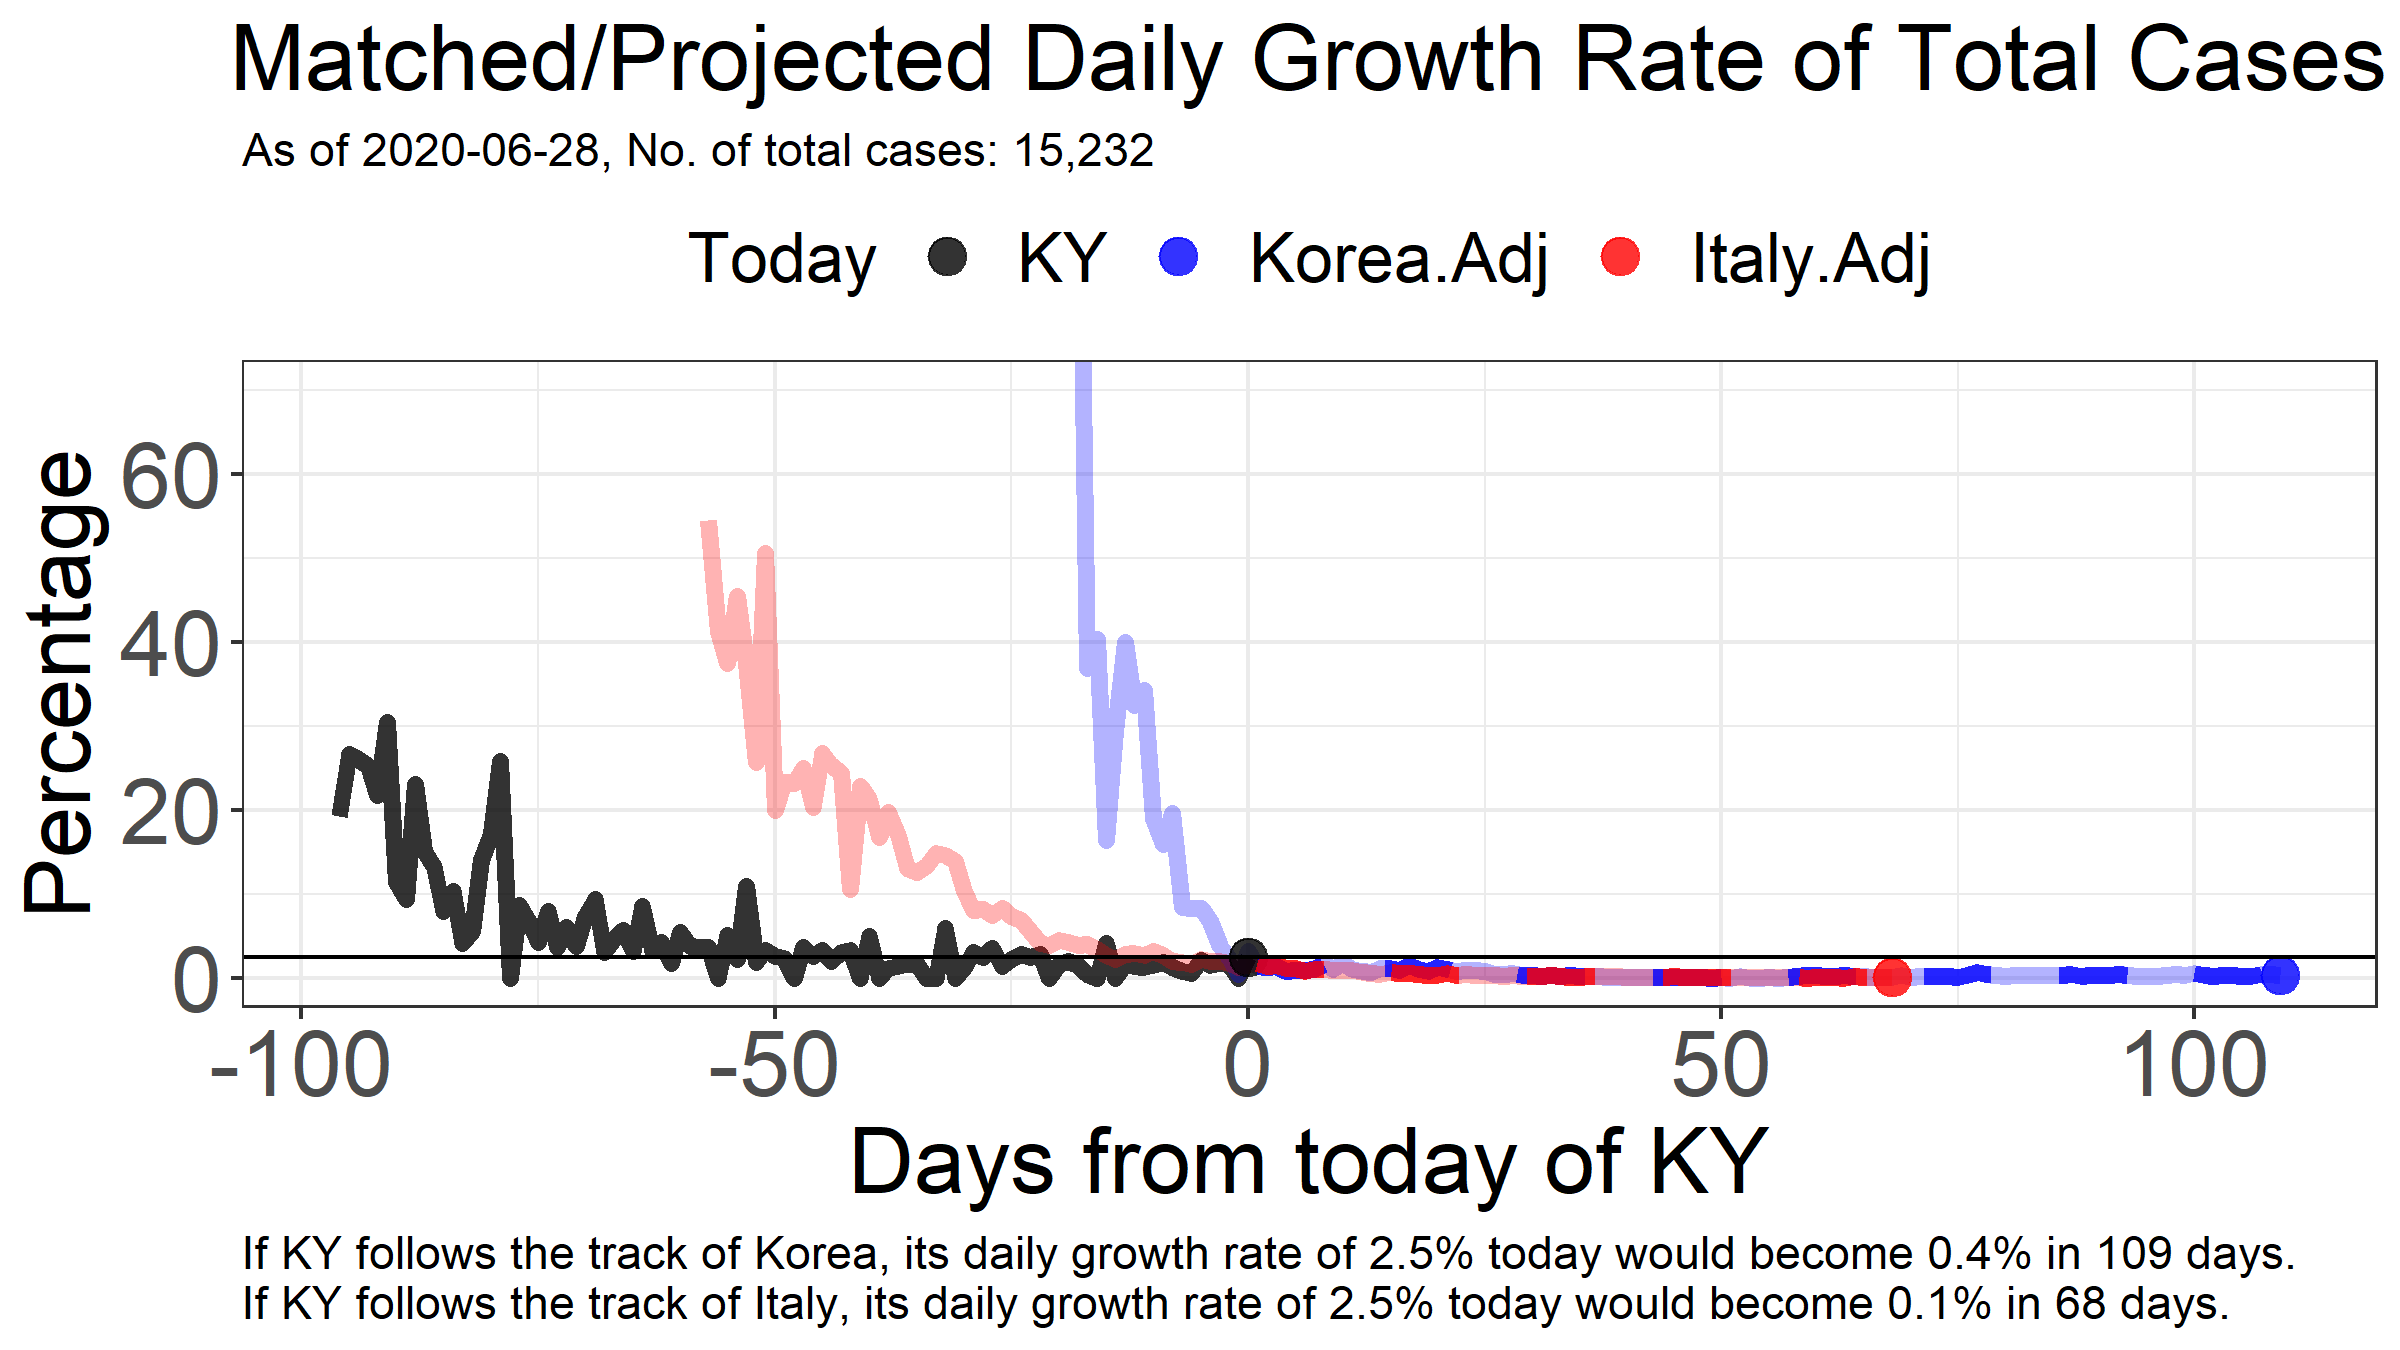 Matched/Projected Daily Growth Rate of Total Cases
As of 2020-06-28, No. of total cases: 15,232
Today KY Korea.Adj Italy.Adj
Percentage
60
40
20
0
-100 -50 0 50 100
Days from today of KY
If KY follows the track of Korea, its daily growth rate of 2.5% today would become 0.4% in 109 days.
If KY follows the track of Italy, its daily growth rate of 2.5% today would become 0.1% in 68 days.